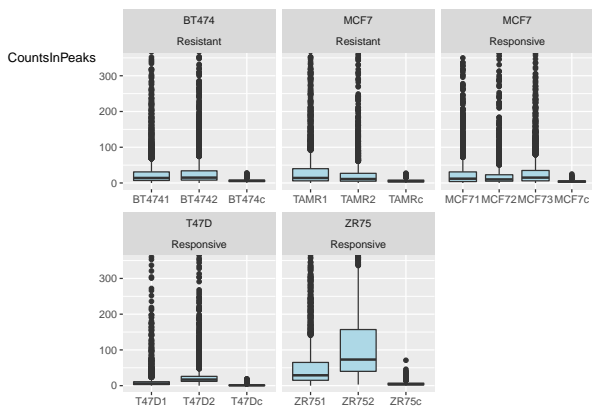 BT474 MCF7 MCF7
Resistant Resistant Responsive
CountsInPeaks
300
200
100
0
BT4741 BT4742 BT474c TAMR1 TAMR2 TAMRc MCF71 MCF72 MCF73 MCF7c
T47D ZR75
Responsive Responsive
300
200
100
0
T47D1 T47D2 T47Dc ZR751 ZR752 ZR75c